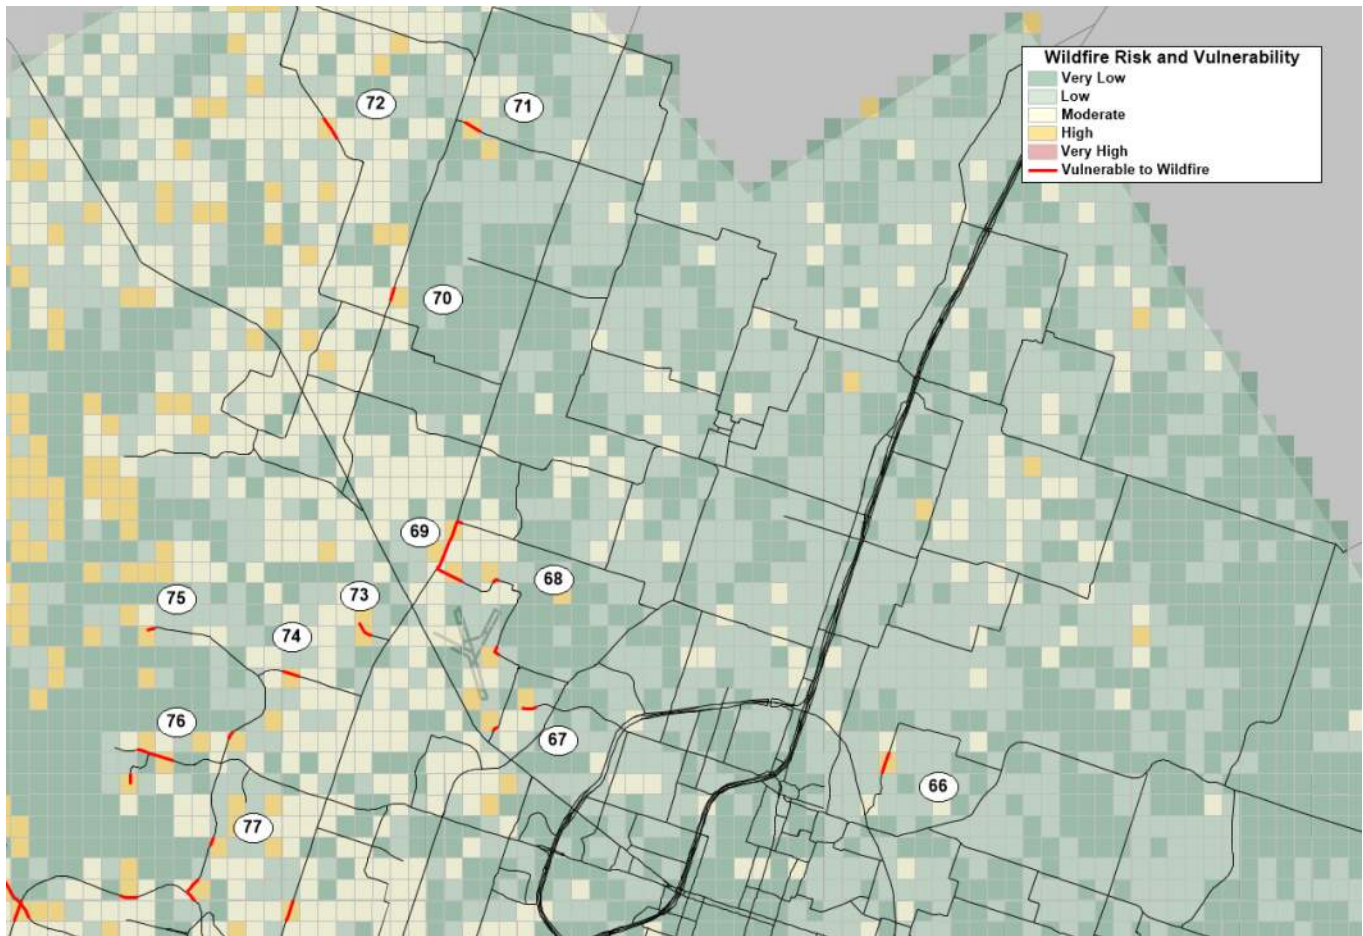 Wildfire Risk and Vulnerability
Very Low
Low
Moderate
High
Very High
Vulnerable to Wildfire
72
71
70
69
68
75
73
74
76
67
66
77